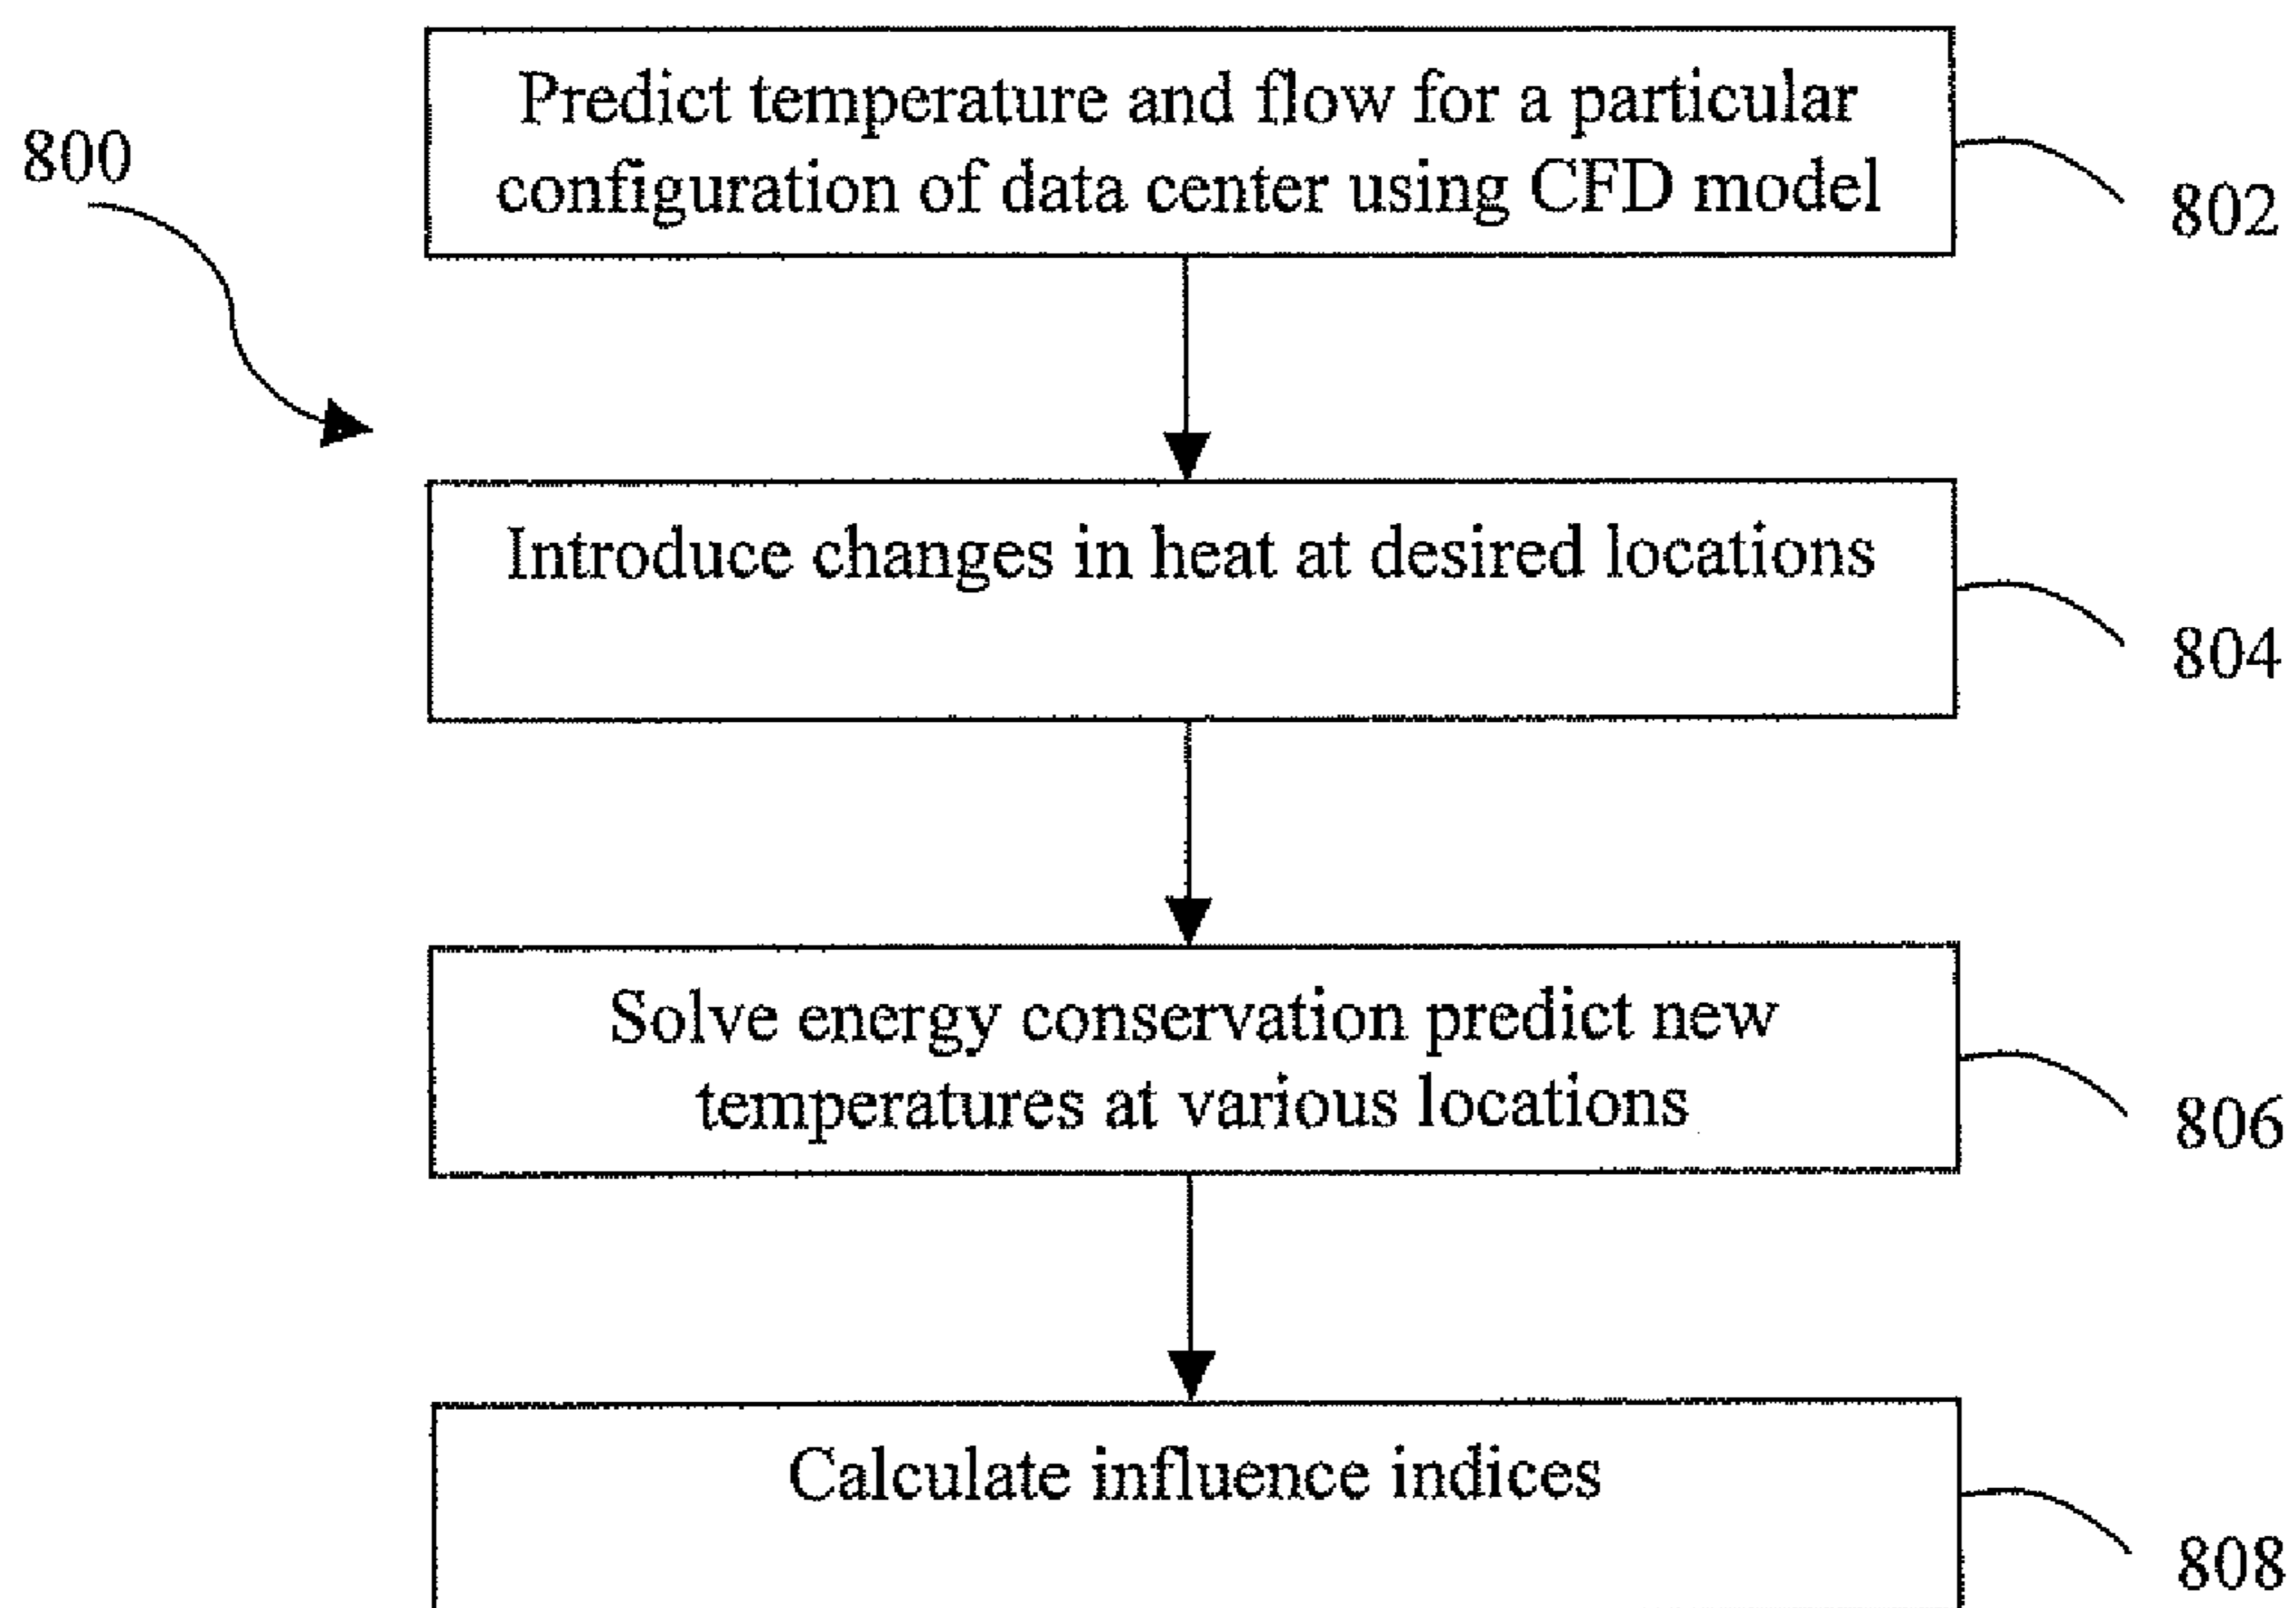 Predict temperature and flow for a particular
configuration of data center using CFD model
800
802
Introduce changes in heat at desired locations
804
Solve energy conservation predict new
temperatures at various locations
806
Calculate influence indices
808